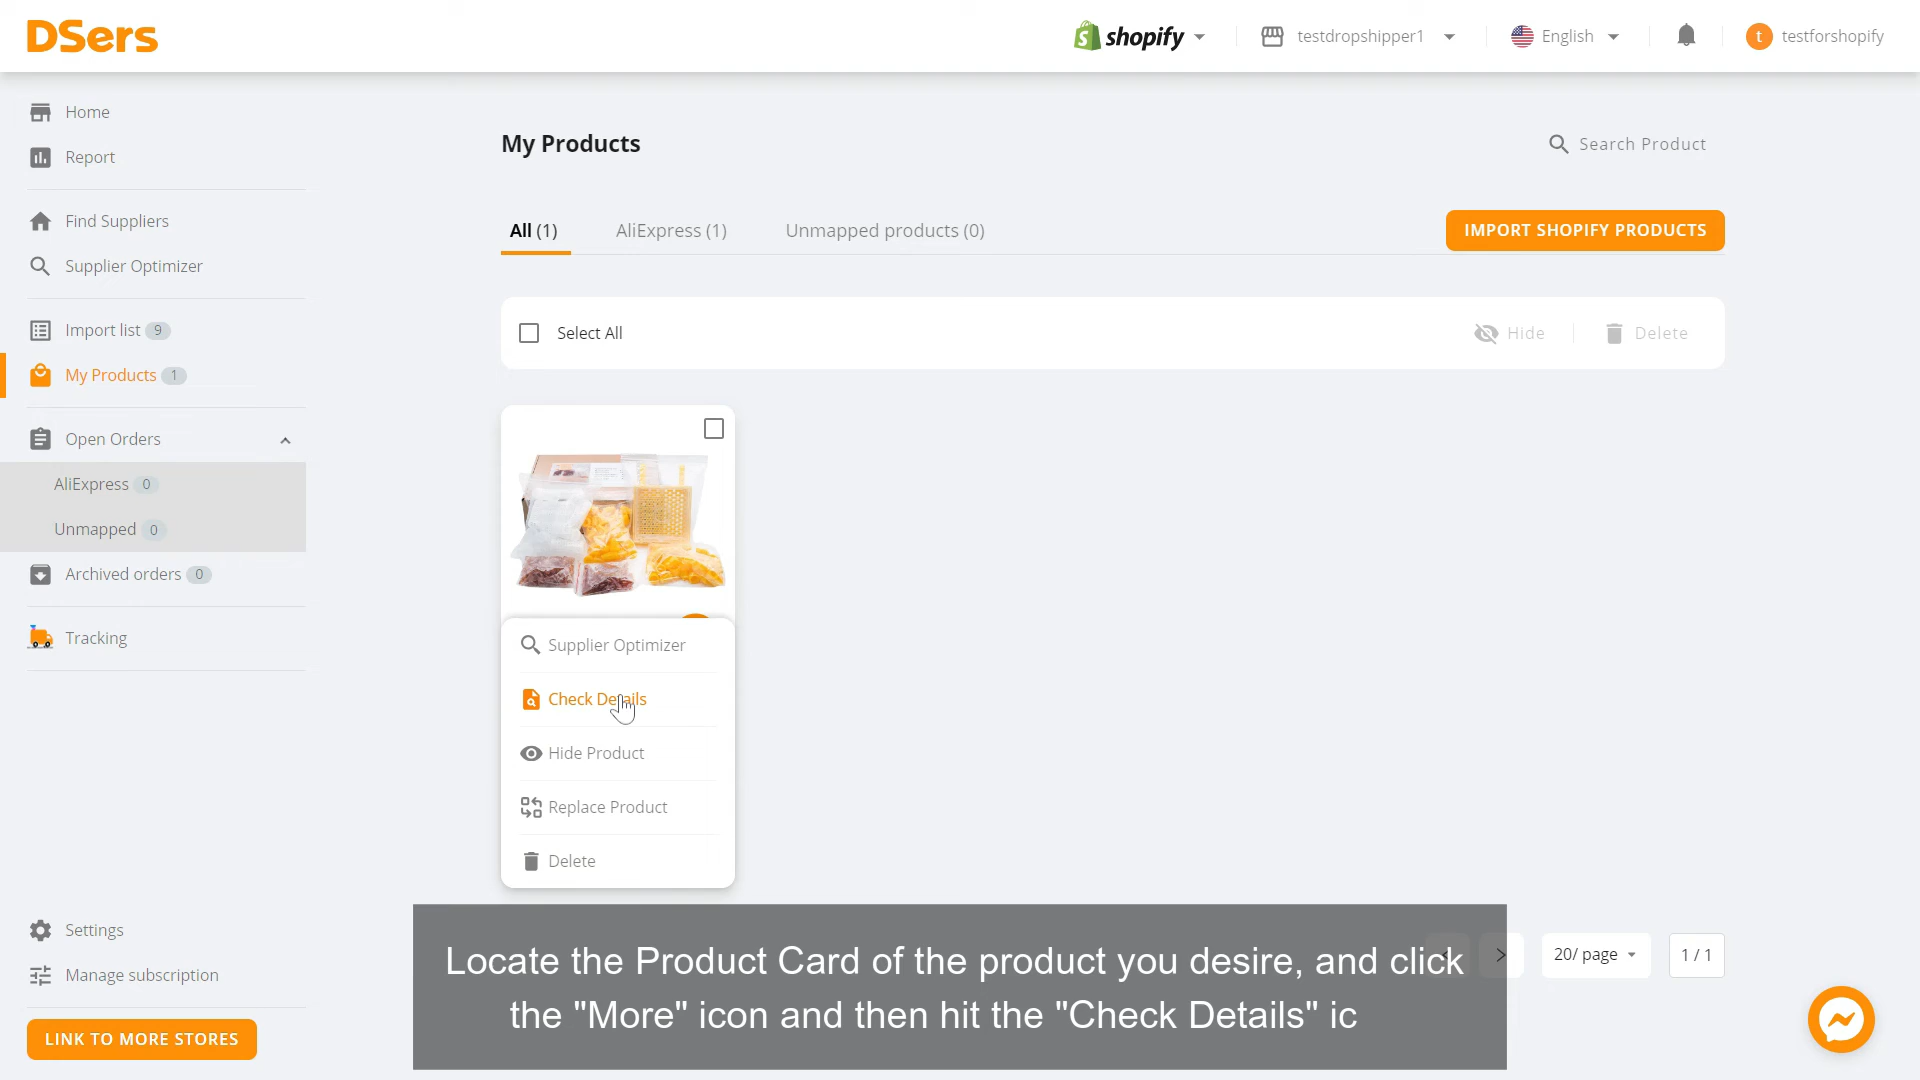 DSers
shopify
testdropshipper1
English
t
testforshopify
Home
Report
Find Suppliers
Supplier Optimizer
Import list 9
My Products 1
Open Orders
AliExpress 0
Unmapped 0
Archived orders 0
Tracking
Settings
Manage subscription
LINK TO MORE STORES
My Products
Search Product
All (1)
AliExpress (1)
Unmapped products (0)
IMPORT SHOPIFY PRODUCTS
Select All
Hide
Delete
Supplier Optimizer
Check Details
Hide Product
Replace Product
Delete
20/ page
1 / 1
Locate the Product Card of the product you desire, and click
the "More" icon and then hit the "Check Details" ic